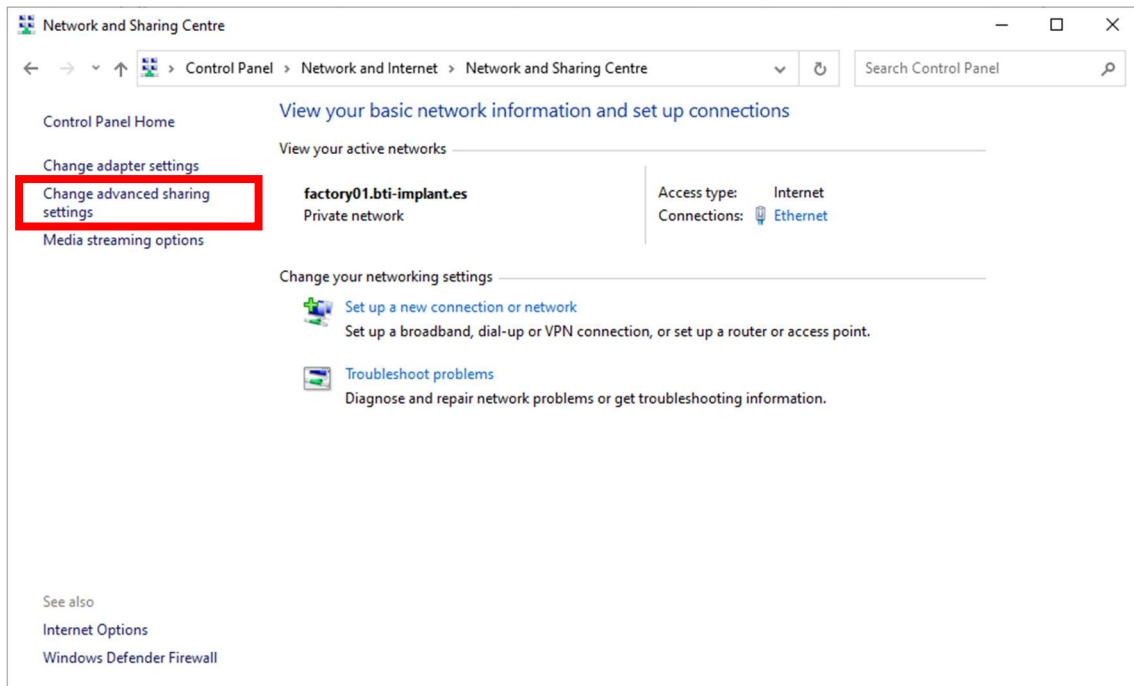 Network and Sharing Centre
Control Panel > Network and Internet > Network and Sharing Centre
Search Control Panel
Control Panel Home
Change adapter settings
Change advanced sharing
settings
Media streaming options
View your basic network information and set up connections
View your active networks
factory01.bti-implant.es
Private network
Access type: Internet
Connections: Ethernet
Change your networking settings
Set up a new connection or network
Set up a broadband, dial-up or VPN connection, or set up a router or access point.
Troubleshoot problems
Diagnose and repair network problems or get troubleshooting information.
See also
Internet Options
Windows Defender Firewall